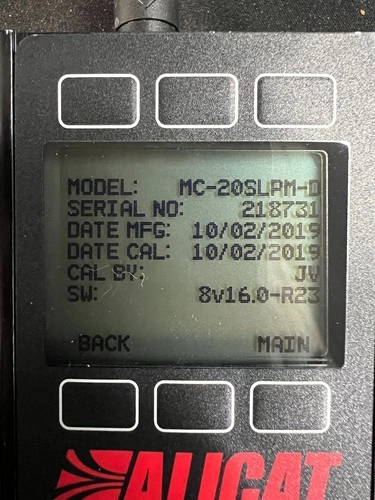 MODEL: MC-20SLPM-D
SERIAL NO: 218731
DATE MFG: 10/02/2019
DATE CAL: 10/02/2019
CAL BY: JV
SW: 8v16.0-R23
BACK MAIN
ALICAT